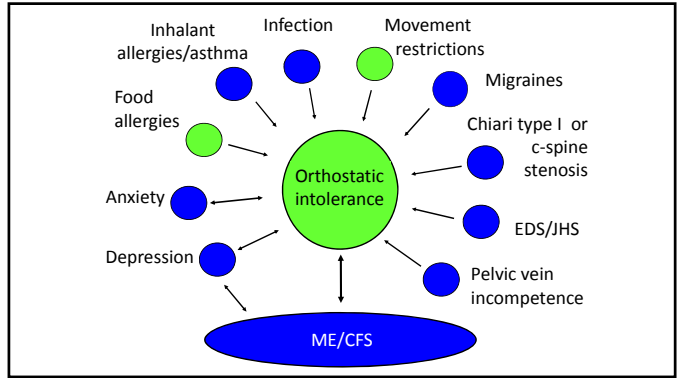 Inhalant
allergies/asthma
Infection
Movement
restrictions
Migraines
Food
allergies
Chiari type I or
c-spine
stenosis
Orthostatic
intolerance
Anxiety
EDS/JHS
Depression
Pelvic vein
incompetence
ME/CFS